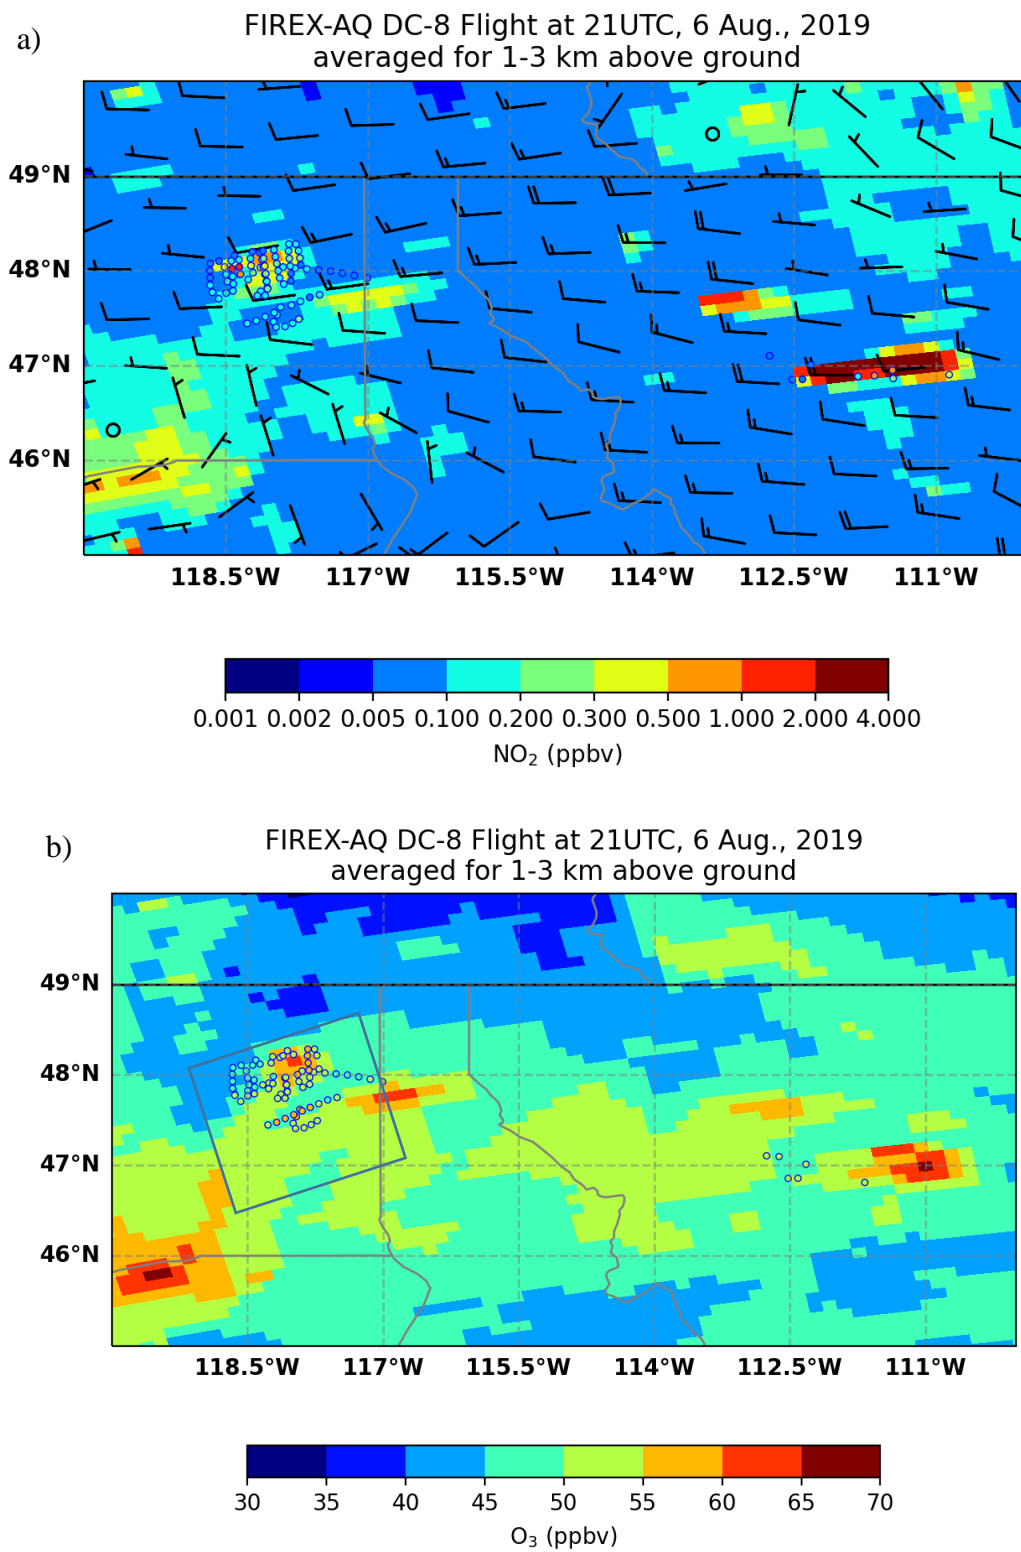 a)
FIREX-AQ DC-8 Flight at 21UTC, 6 Aug., 2019
averaged for 1-3 km above ground
49°N
48°N
47°N
46°N
118.5°W 117°W 115.5°W 114°W 112.5°W 111°W
0.001 0.002 0.005 0.100 0.200 0.300 0.500 1.000 2.000 4.000
NO₂ (ppbv)
b)
FIREX-AQ DC-8 Flight at 21UTC, 6 Aug., 2019
averaged for 1-3 km above ground
49°N
48°N
47°N
46°N
118.5°W 117°W 115.5°W 114°W 112.5°W 111°W
30 35 40 45 50 55 60 65 70
O₃ (ppbv)